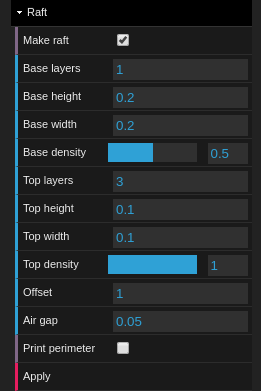 Raft
Make raft
Base layers 1
Base height 0.2
Base width 0.2
Base density 0.5
Top layers 3
Top height 0.1
Top width 0.1
Top density 1
Offset 1
Air gap 0.05
Print perimeter
Apply